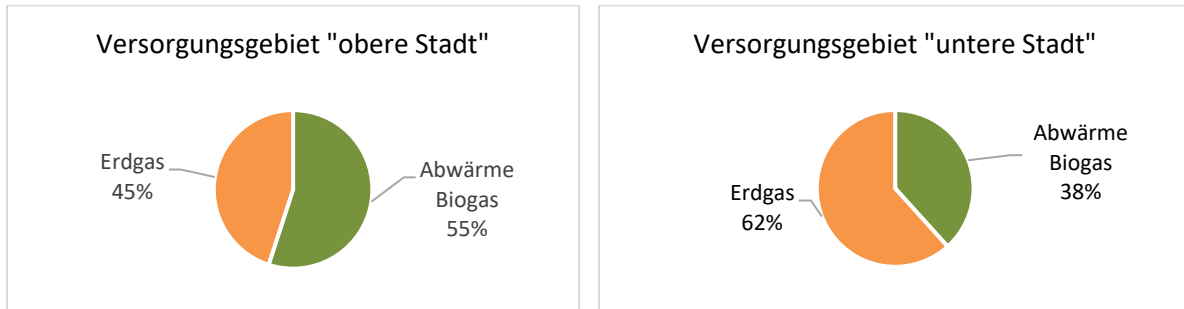 Versorgungsgebiet "obere Stadt"
Erdgas
45%
Abwärme
Biogas
55%
Versorgungsgebiet "untere Stadt"
Erdgas
62%
Abwärme
Biogas
38%